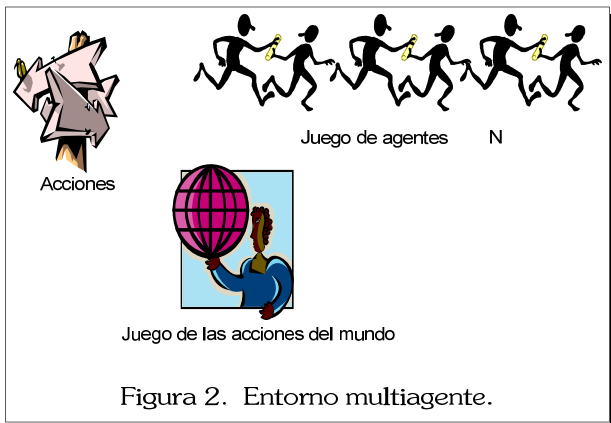 Juego de agentes N
Acciones
Juego de las acciones del mundo
Figura 2. Entorno multiagente.